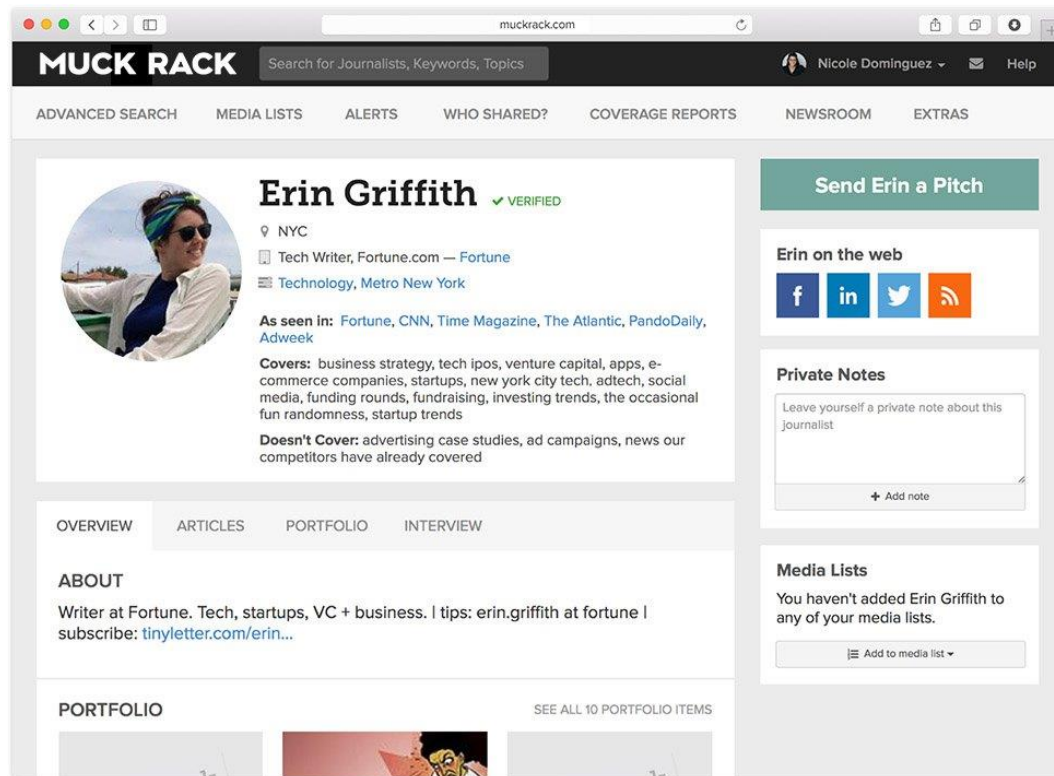 muckrack.com
MUCK RACK
Search for Journalists, Keywords, Topics
Nicole Dominguez
Help
ADVANCED SEARCH MEDIA LISTS ALERTS WHO SHARED? COVERAGE REPORTS NEWSROOM EXTRAS
Erin Griffith ✔ VERIFIED
NYC
Tech Writer, Fortune.com — Fortune
Technology, Metro New York
As seen in: Fortune, CNN, Time Magazine, The Atlantic, PandoDaily,
Adweek
Covers: business strategy, tech ipos, venture capital, apps, e-
commerce companies, startups, new york city tech, adtech, social
media, funding rounds, fundraising, investing trends, the occasional
fun randomness, startup trends
Doesn't Cover: advertising case studies, ad campaigns, news our
competitors have already covered
Send Erin a Pitch
Erin on the web
f in
Private Notes
Leave yourself a private note about this
journalist
+ Add note
Media Lists
You haven't added Erin Griffith to
any of your media lists.
Add to media list
OVERVIEW ARTICLES PORTFOLIO INTERVIEW
ABOUT
Writer at Fortune. Tech, startups, VC + business. | tips: erin.griffith at fortune |
subscribe: tinyletter.com/erin...
PORTFOLIO SEE ALL 10 PORTFOLIO ITEMS